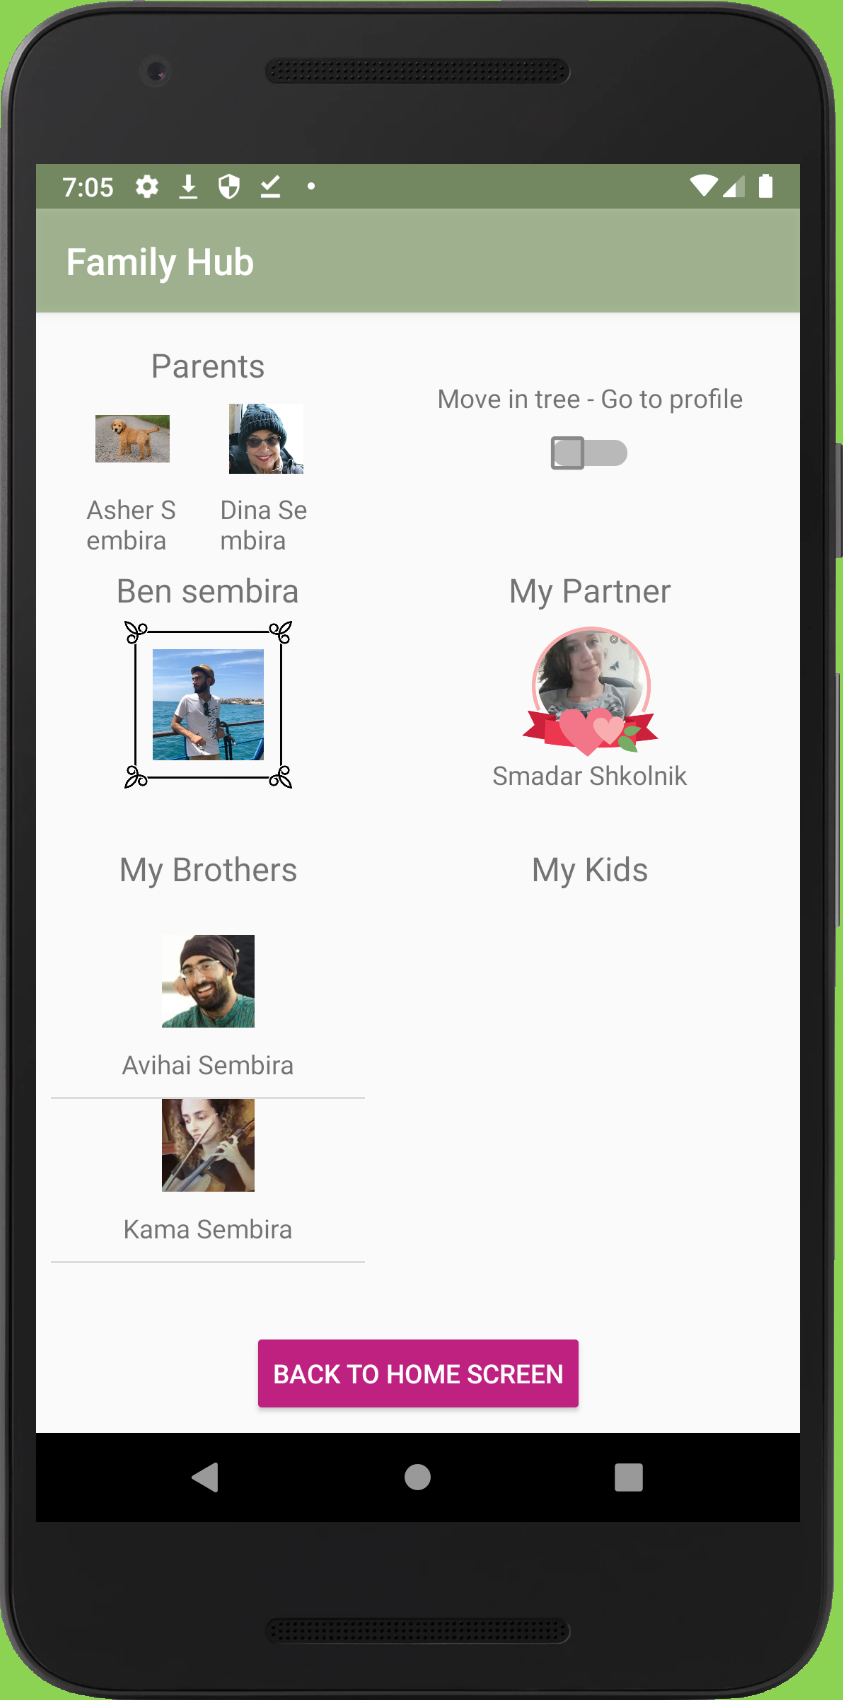 7:05
Family Hub
Parents
Move in tree - Go to profile
Asher S
embira
Dina Se
mbira
Ben sembira
My Partner
Smadar Shkolnik
My Brothers
My Kids
Avihai Sembira
Kama Sembira
BACK TO HOME SCREEN